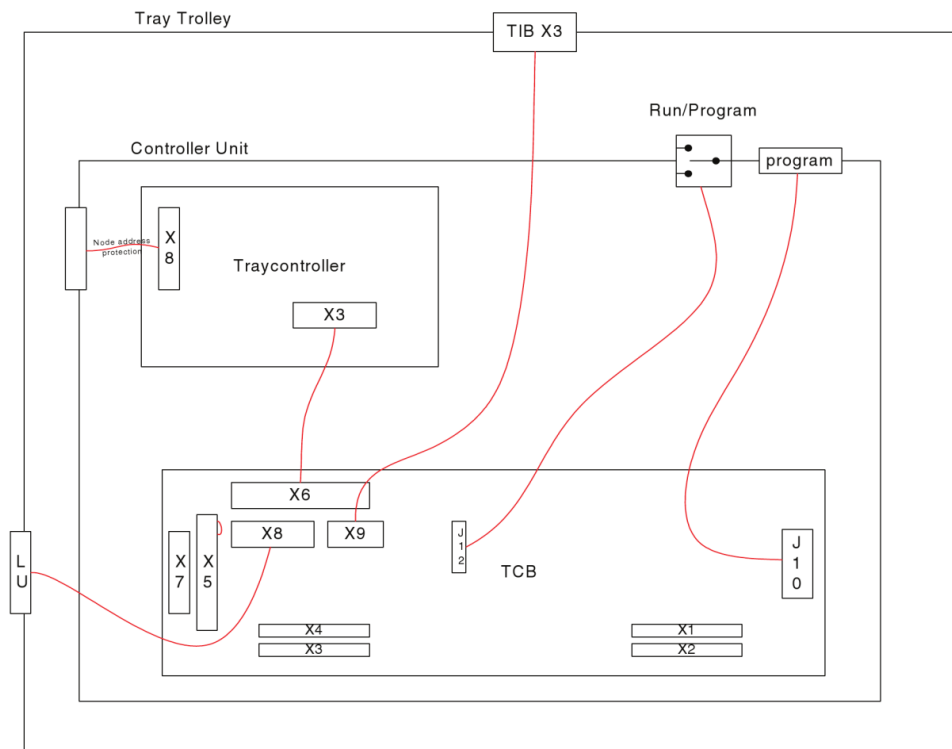 Tray Trolley
TIB X3
Run/Program
Controller Unit
program
Node address
protection
X
8
Traycontroller
X3
X6
X8
X9
J
1
2
TCB
J
1
0
X
7
X
5
L
U
X4
X3
X1
X2